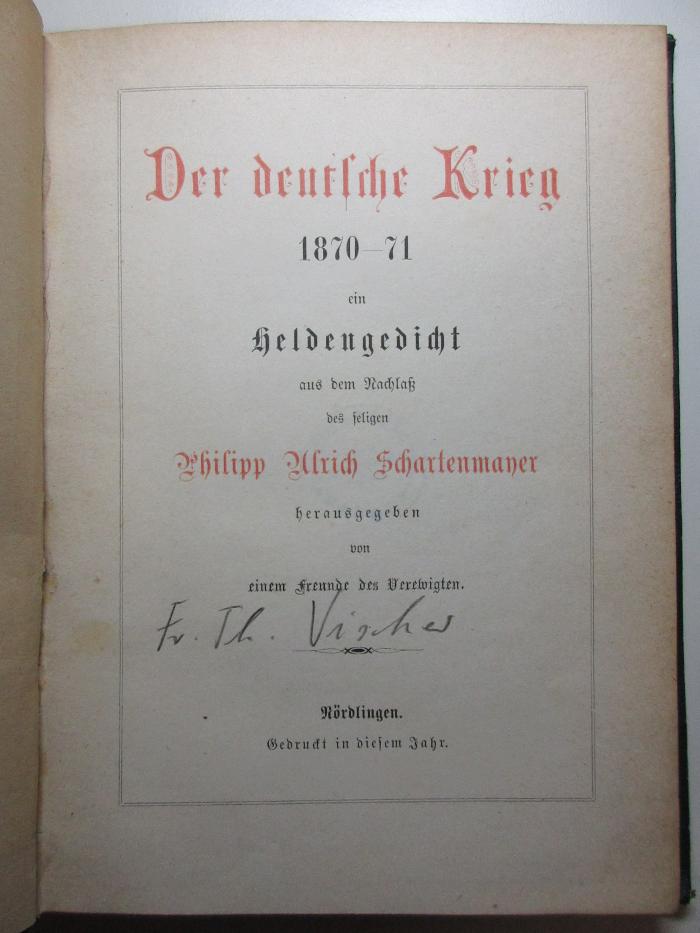 Der deutsche Krieg
1870–71
ein
Heldengedicht
aus dem Nachlaß
des seligen
Philipp Ulrich Schartenmayer
herausgegeben
von
einem Freunde des Verewigten.
Fr. Th. Vischer
Nördlingen.
Gedruckt in diesem Jahr.